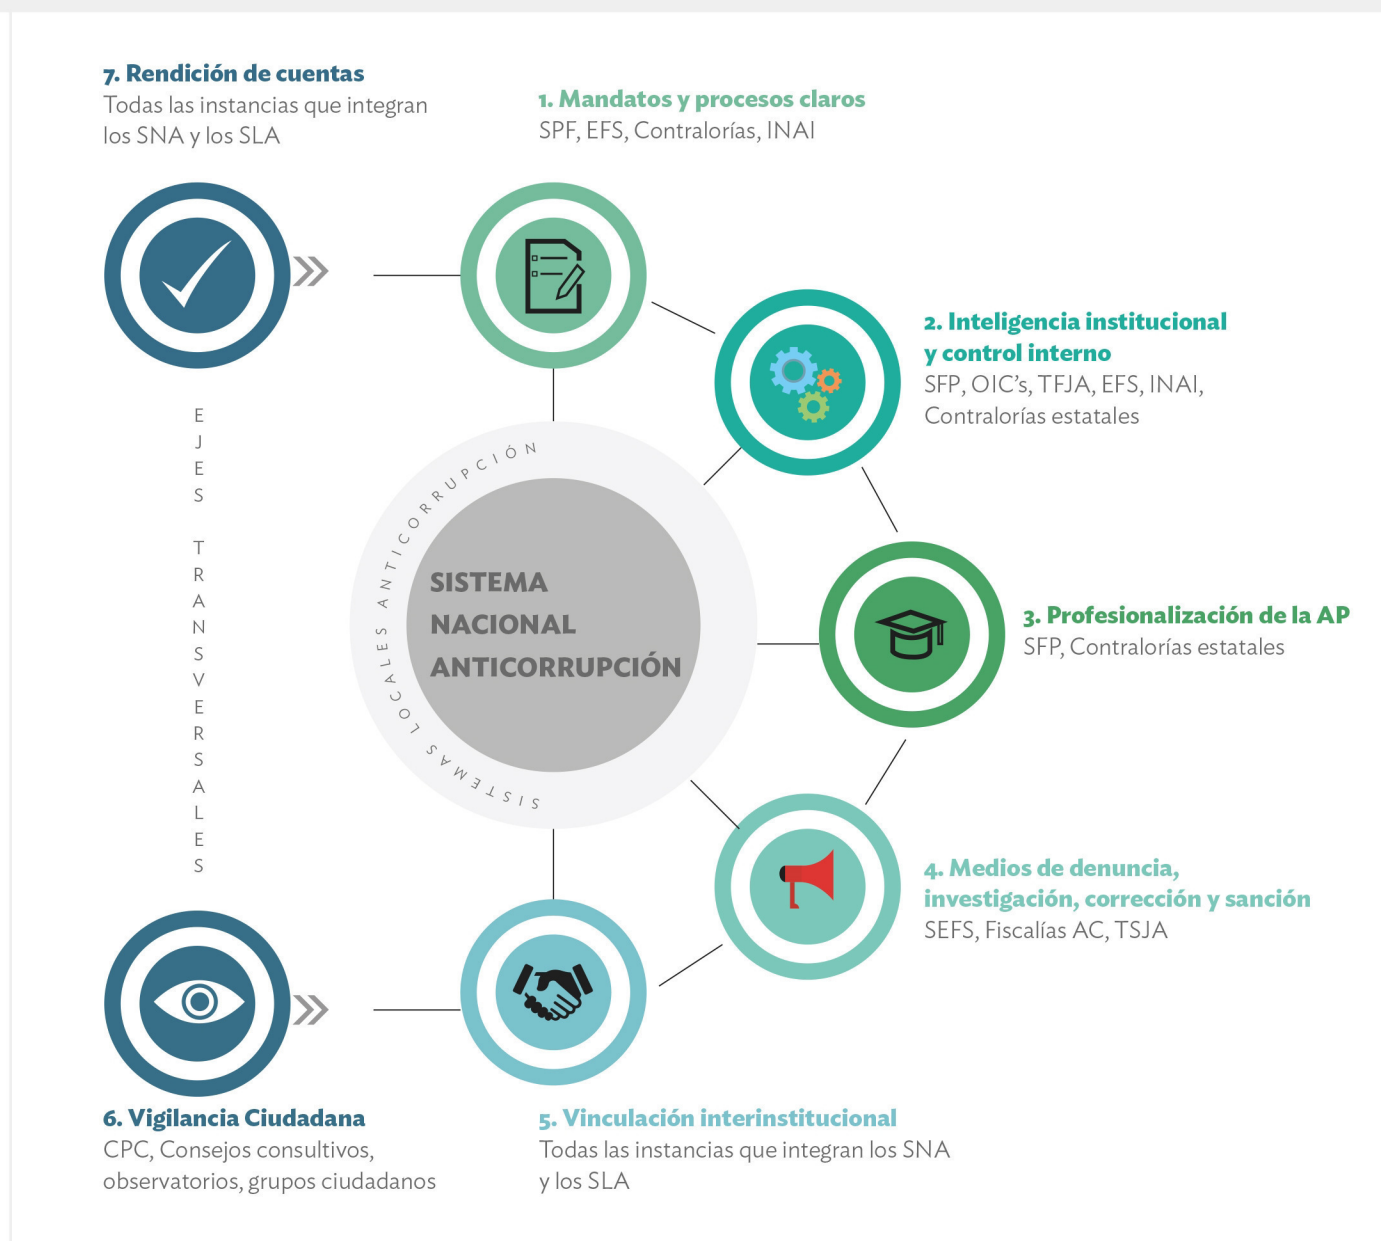 7. Rendición de cuentas
Todas las instancias que integran
los SNA y los SLA
1. Mandatos y procesos claros
SPF, EFS, Contralorías, INAI
2. Inteligencia institucional
y control interno
SFP, OIC’s, TFJA, EFS, INAI,
Contralorías estatales
EJES TRANSVERSALES
SISTEMAS LOCALES ANTICORRUPCIÓN
SISTEMA
NACIONAL
ANTICORRUPCIÓN
3. Profesionalización de la AP
SFP, Contralorías estatales
4. Medios de denuncia,
investigación, corrección y sanción
SEFS, Fiscalías AC, TSJA
6. Vigilancia Ciudadana
CPC, Consejos consultivos,
observatorios, grupos ciudadanos
5. Vinculación interinstitucional
Todas las instancias que integran los SNA
y los SLA